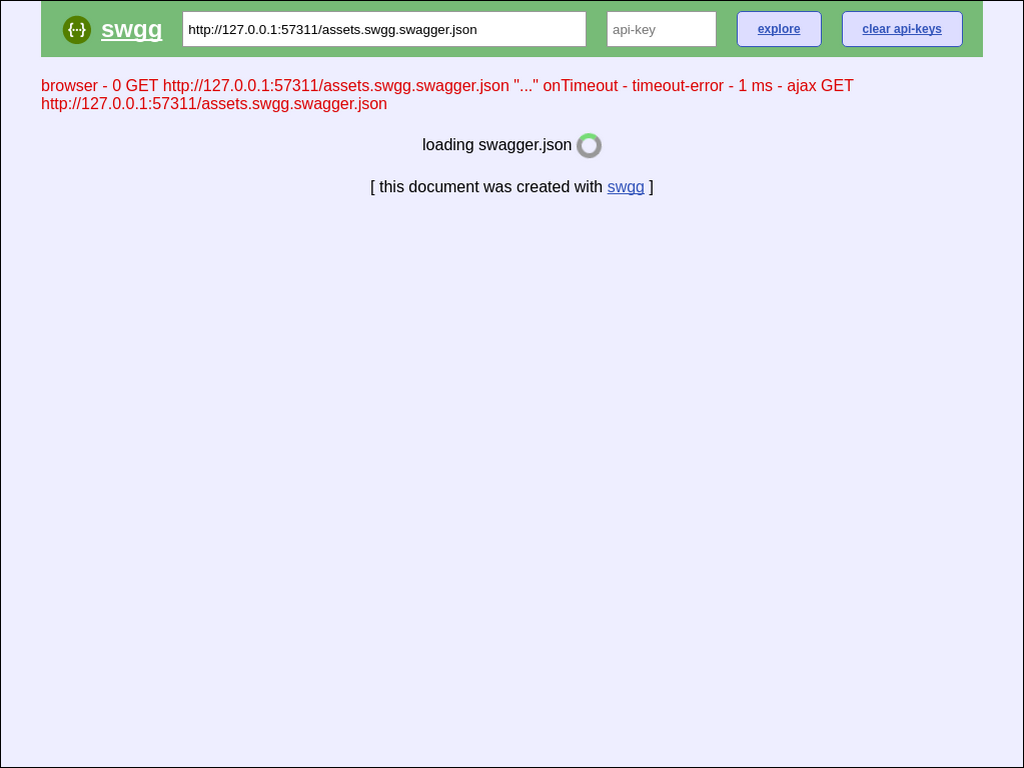 {···} swgg http://127.0.0.1:57311/assets.swgg.swagger.json api-key explore clear api-keys
browser - 0 GET http://127.0.0.1:57311/assets.swgg.swagger.json "..." onTimeout - timeout-error - 1 ms - ajax GET
http://127.0.0.1:57311/assets.swgg.swagger.json
loading swagger.json
[ this document was created with swgg ]